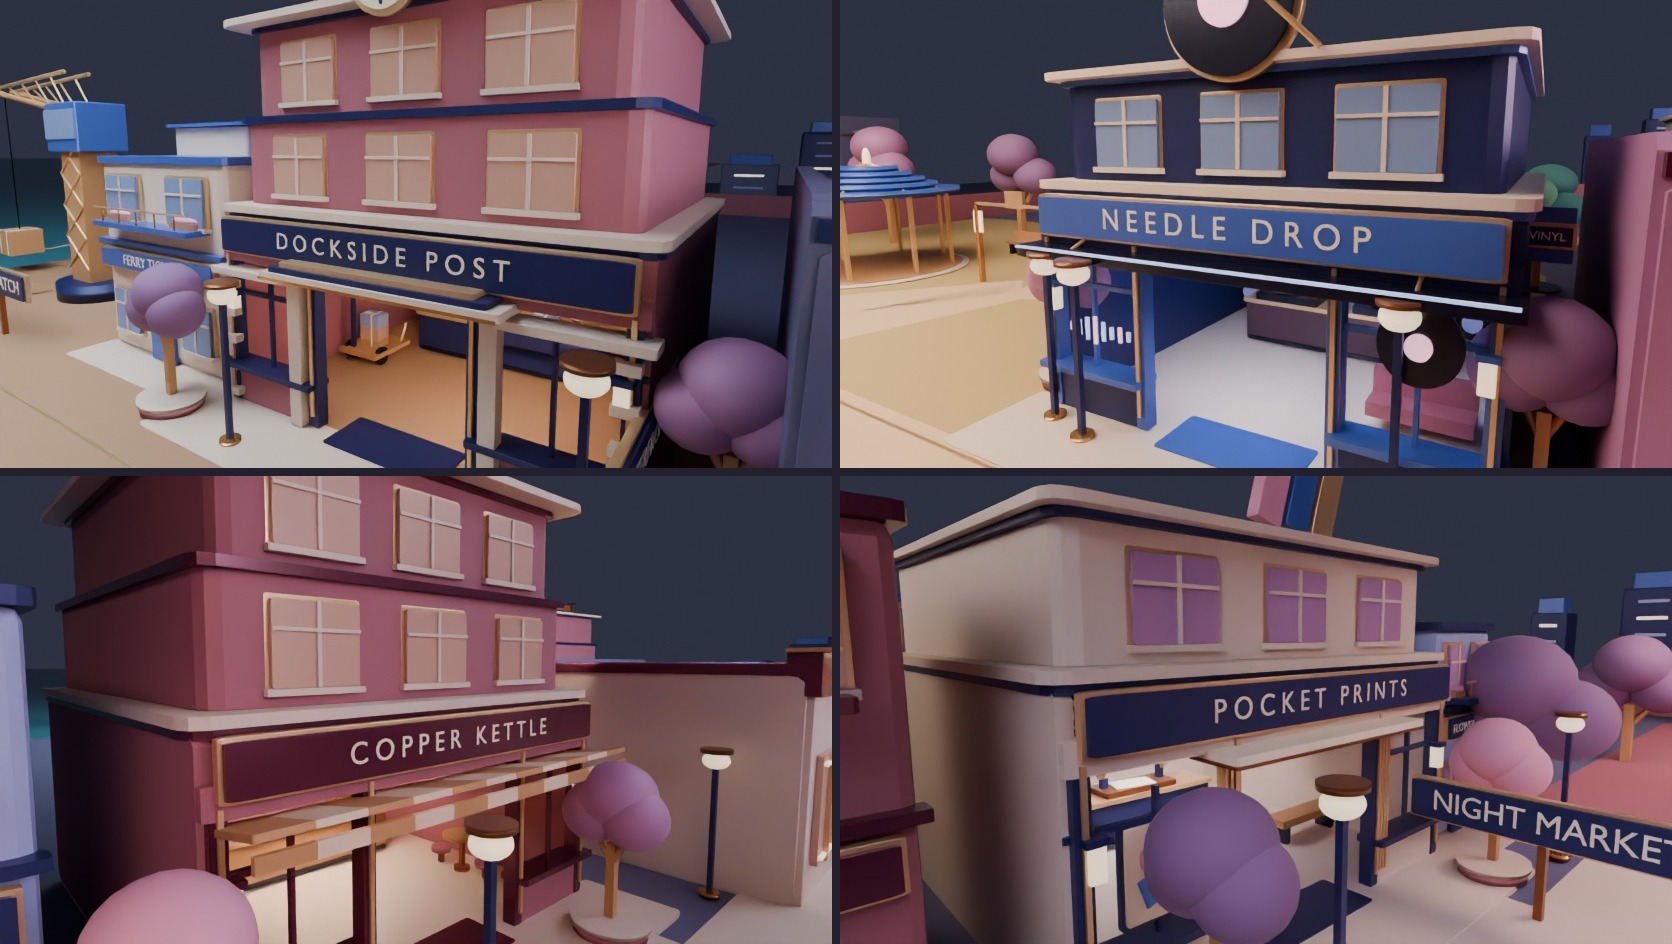 DOCKSIDE POST
NEEDLE DROP
VINYL
COPPER KETTLE
POCKET PRINTS
NIGHT MARKET